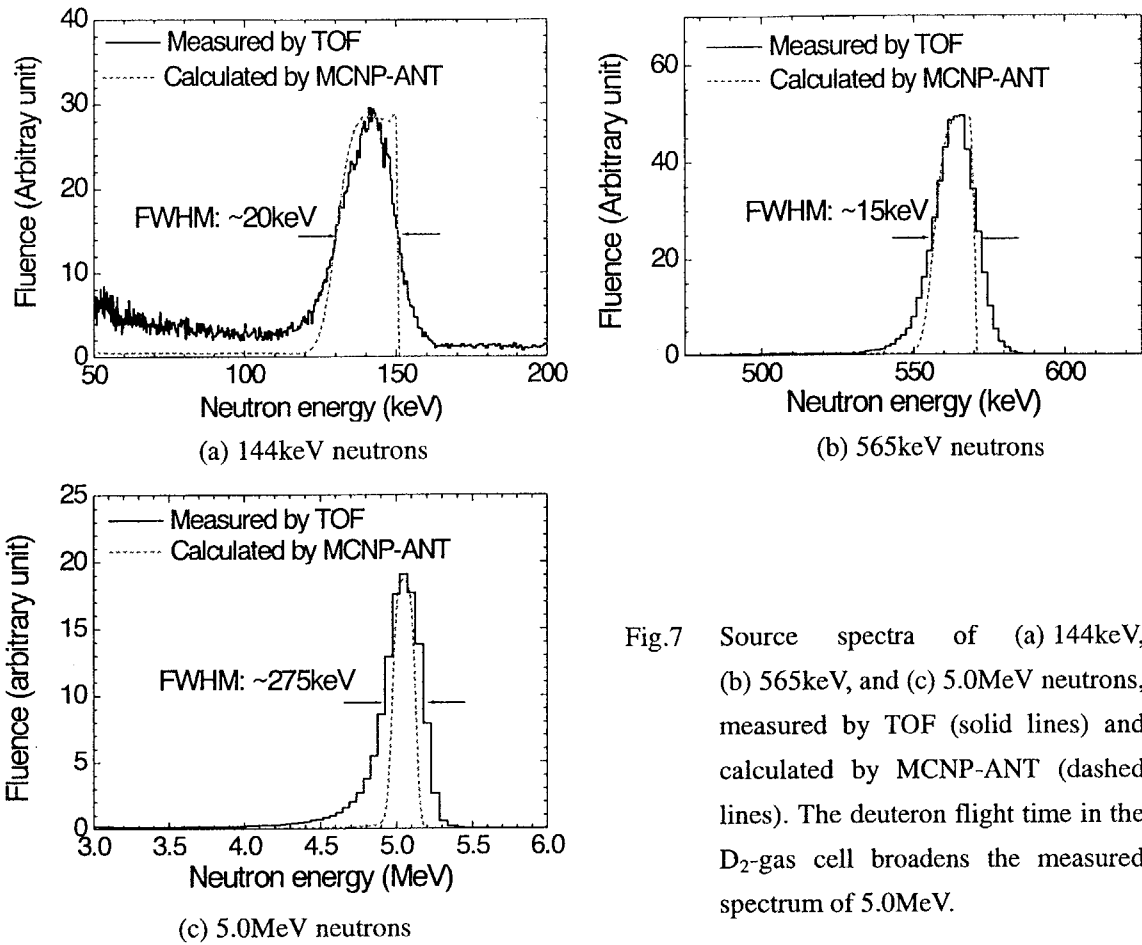 40
30
20
10
0
50
100
150
200
Fluence (Arbitray unit)
Measured by TOF
Calculated by MCNP-ANT
FWHM: ~20keV
Neutron energy (keV)
(a) 144keV neutrons
60
40
20
0
500
550
600
Fluence (Arbitrary unit)
Measured by TOF
Calculated by MCNP-ANT
FWHM: ~15keV
Neutron energy (keV)
(b) 565keV neutrons
25
20
15
10
5
0
3.0
3.5
4.0
4.5
5.0
5.5
6.0
Fluence (arbitrary unit)
Measured by TOF
Calculated by MCNP-ANT
FWHM: ~275keV
Neutron energy (MeV)
(c) 5.0MeV neutrons
Fig.7 Source spectra of (a) 144keV,
(b) 565keV, and (c) 5.0MeV neutrons,
measured by TOF (solid lines) and
calculated by MCNP-ANT (dashed
lines). The deuteron flight time in the
D₂-gas cell broadens the measured
spectrum of 5.0MeV.